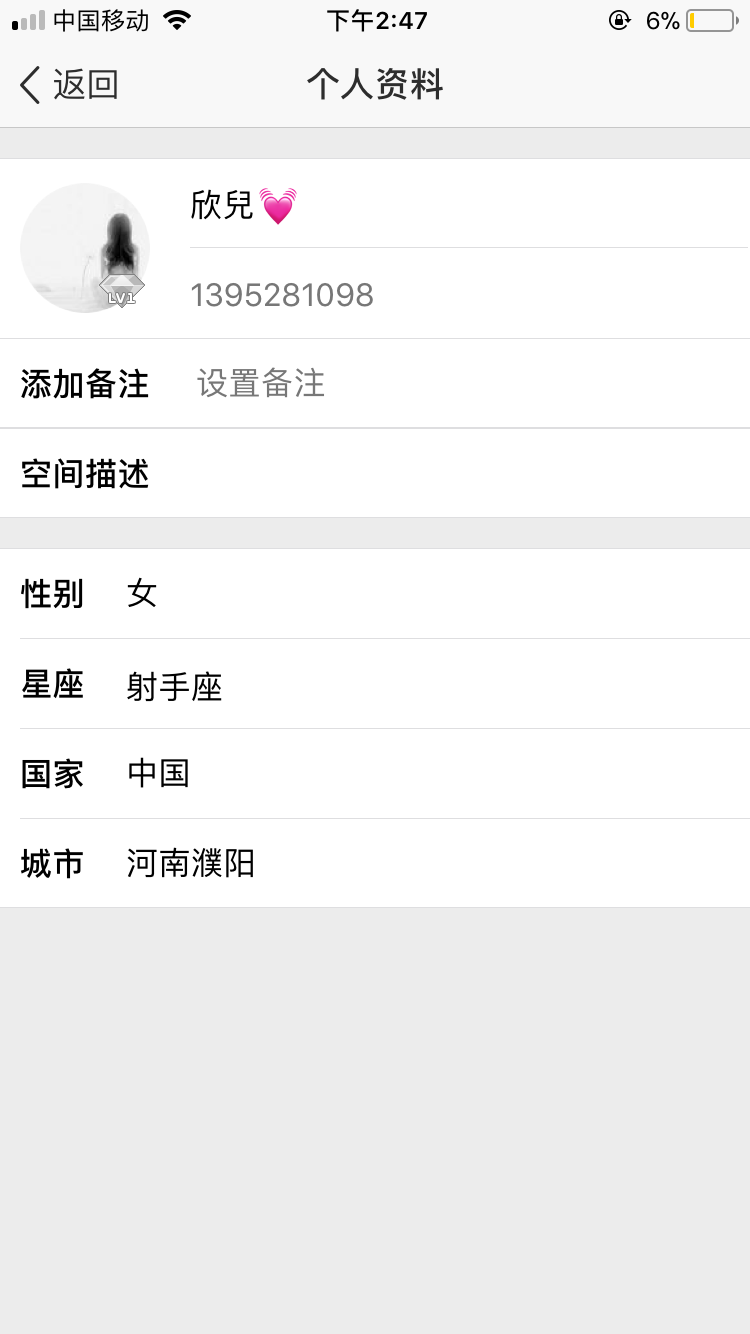 中国移动 下午2:47 6%
返回 个人资料
欣兒💓
LV1
1395281098
添加备注 设置备注
空间描述
性别 女
星座 射手座
国家 中国
城市 河南濮阳